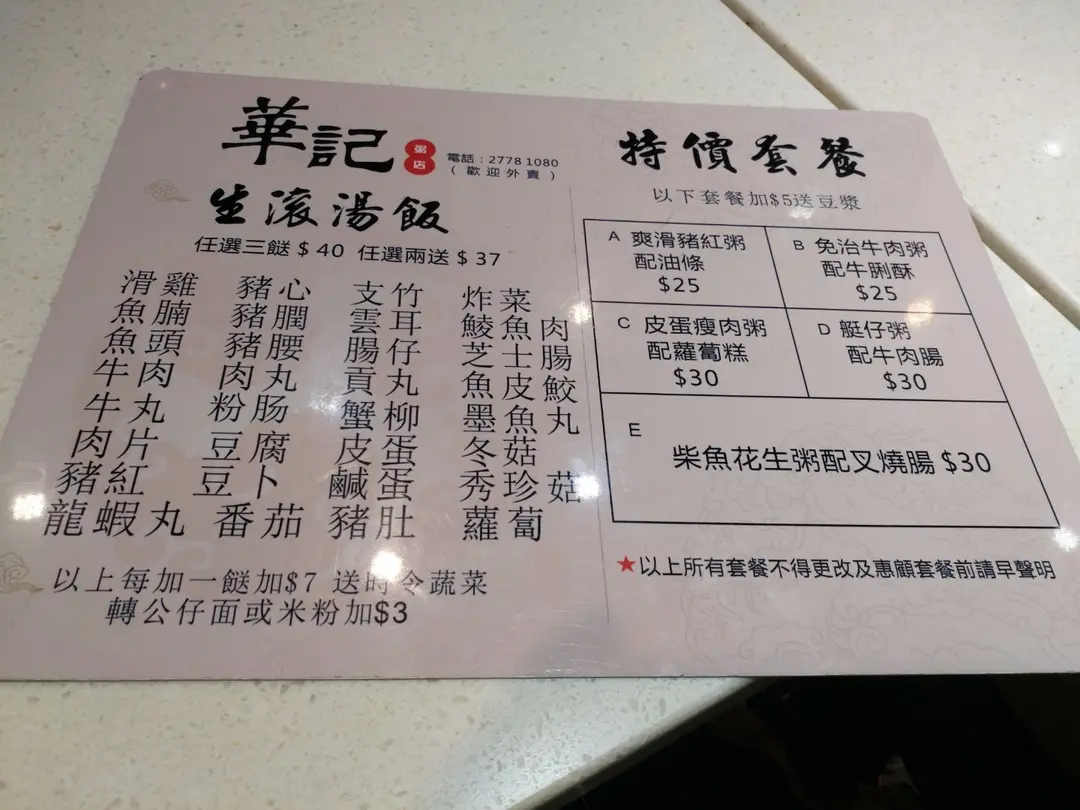 華記
粥店
電話：2778 1080
( 歡迎外賣 )
生滾湯飯
任選三餸 $ 40 任選兩送 $ 37
滑雞 豬心 支竹 炸菜
魚腩 豬膶 雲耳 鯪魚肉
魚頭 豬腰 腸仔 芝士腸
牛肉 肉丸 貢丸 魚皮鮫
牛丸 粉肠 蟹柳 墨魚丸
肉片 豆腐 皮蛋 冬菇
豬紅 豆卜 鹹蛋 秀珍菇
龍蝦丸 番茄 豬肚 蘿蔔
以上每加一餸加$7 送時令蔬菜
轉公仔面或米粉加$3
特價套餐
以下套餐加$5送豆漿
A 爽滑豬紅粥
配油條
$25
B 免治牛肉粥
配牛脷酥
$25
C 皮蛋瘦肉粥
配蘿蔔糕
$30
D 艇仔粥
配牛肉腸
$30
E
柴魚花生粥配叉燒腸 $30
★以上所有套餐不得更改及惠顧套餐前請早聲明